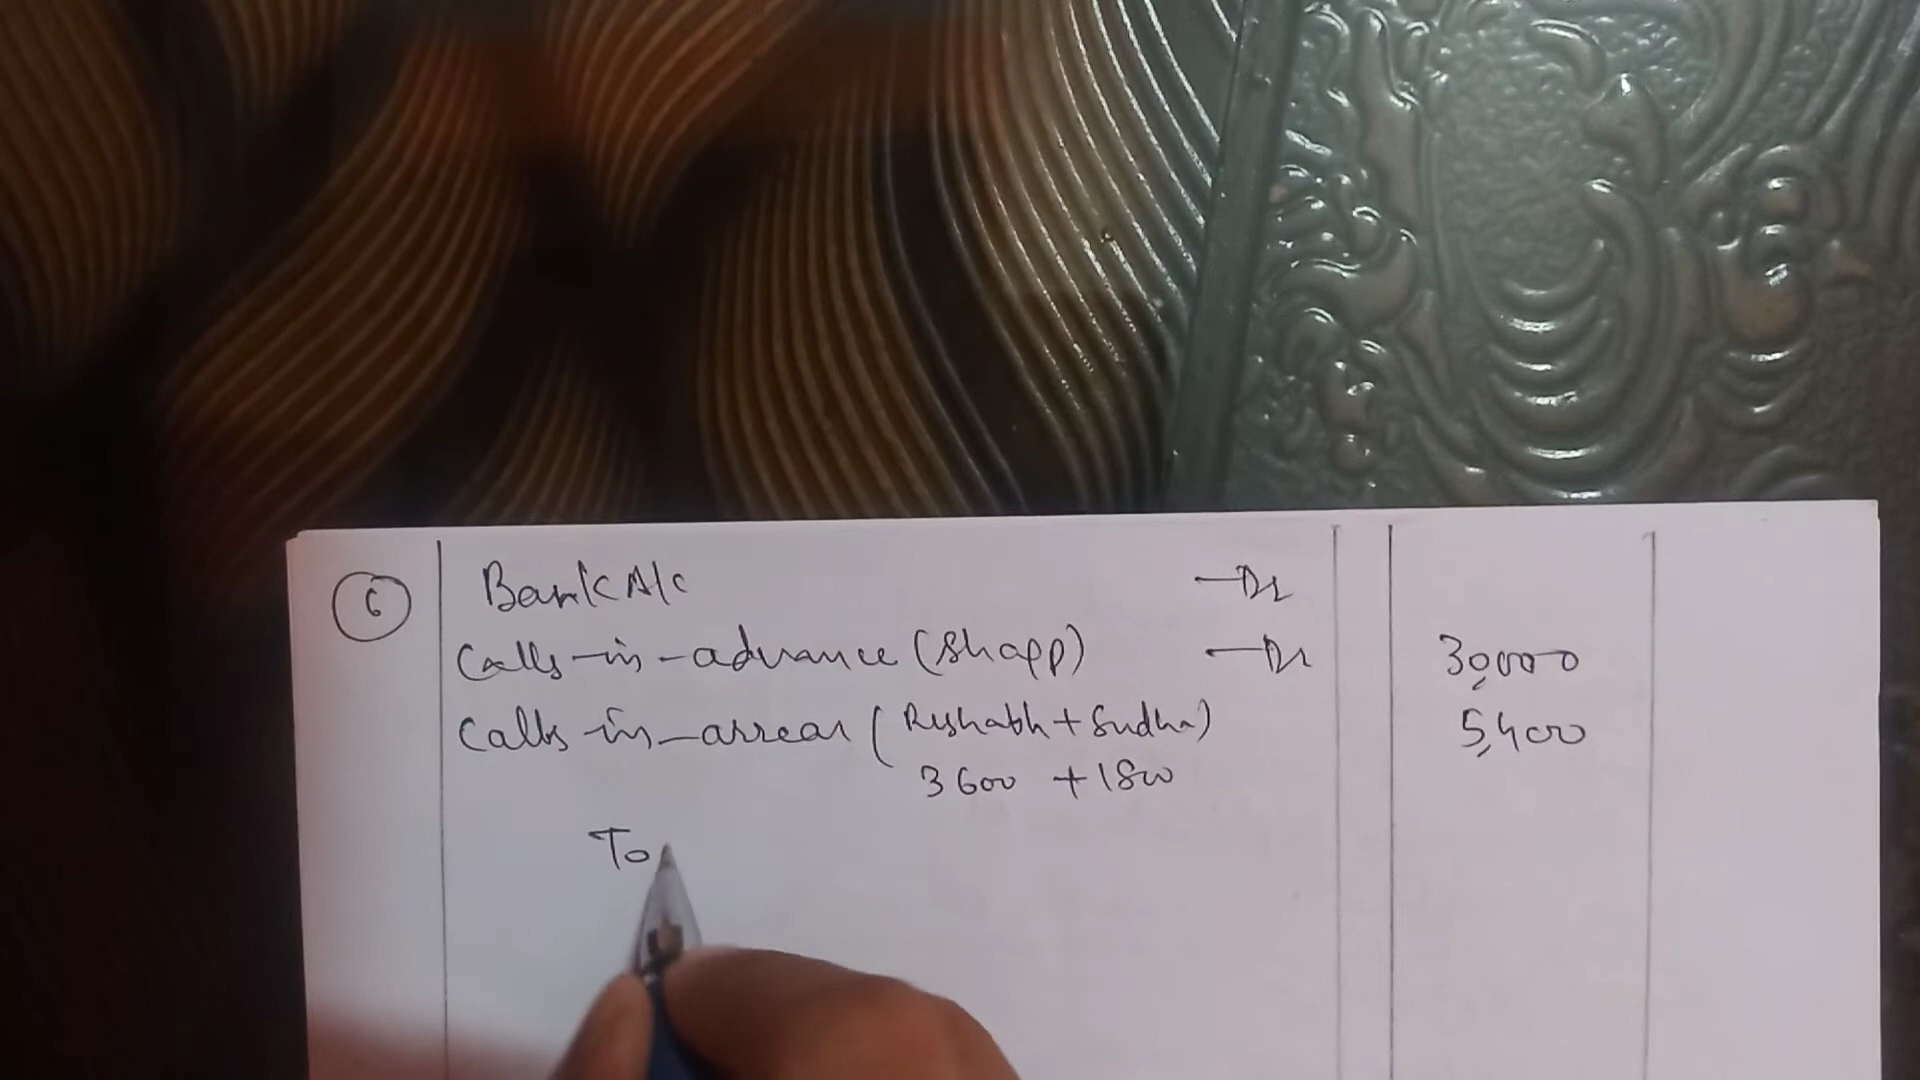 6 Bank A/c —Dr
Calls-in-advance (Shapp) —Dr 30,000
Calls-in-arrear (Rishabh + Sudha) 5,400
3600 + 1800
To